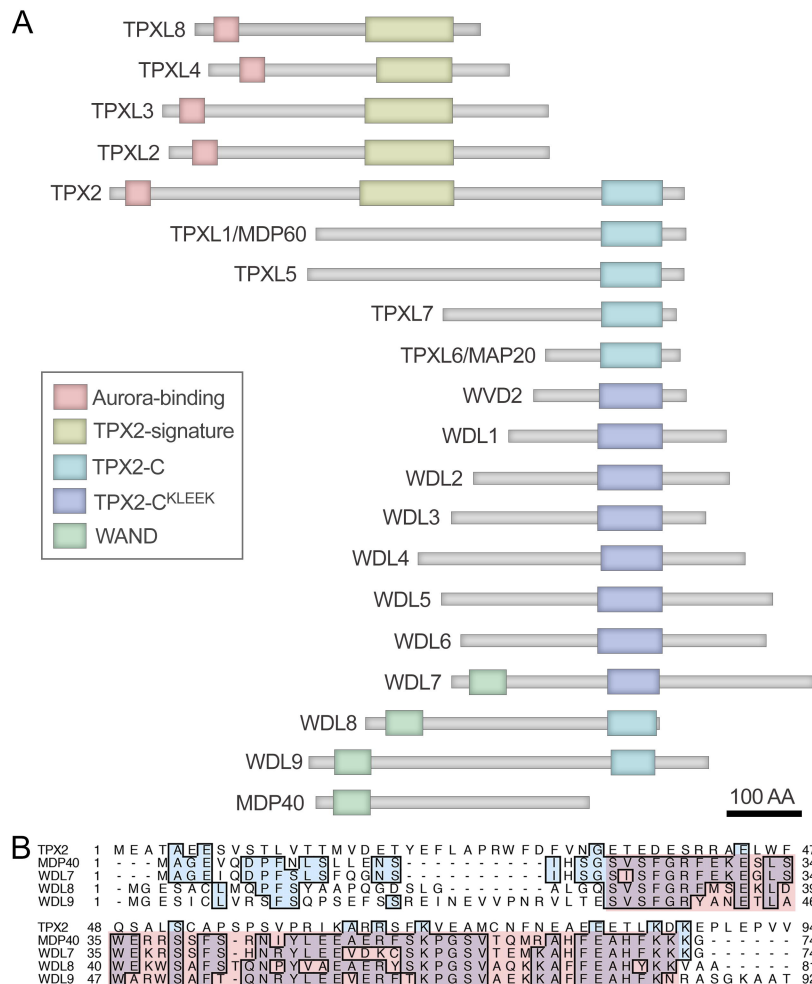 A
TPXL8
TPXL4
TPXL3
TPXL2
TPX2
TPXL1/MDP60
TPXL5
TPXL7
TPXL6/MAP20
WVD2
WDL1
WDL2
WDL3
WDL4
WDL5
WDL6
WDL7
WDL8
WDL9
MDP40
Aurora-binding
TPX2-signature
TPX2-C
TPX2-CKLEEK
WAND
100 AA
B
TPX2 1 M E A T A E F S V S T L V T T M V D E T Y E F L A P R W F D F V N G E T E D E S R R A E L W F 47
MDP40 1 - - - M A G E V Q D P F N L S L L E N S - - - - - - - - - - I H S G S V S F G R F E K E S L S 34
WDL7 1 - - - M A G E I Q D P F S L S F Q G N S - - - - - - - - - - I H S G S I S F G R F E K E G L S 34
WDL8 1 - M G E S A C L M Q P F S Y A A P Q G D S L G S V S F G R F M S E K L D 39
WDL9 1 - M G E S I C L V R S F S Q P S E F S S R E I N E V V P N R V L T E S V S F G R Y A N E T L A 46
TPX2 48 Q S A L S C A P S P S Y A P R I K A R R S F K V E A M C N F N E A E E E T L K D K E P L E P V V 94
MDP40 35 W E R R S S F S - R N I Y L E E A E R F S K P G S V T Q M R A H F E A H F K K K G 74
WDL7 35 W E K R S S F S - H N R Y L E E V D K C S K P G S V T E M K A H F E A H F K K K G 74
WDL8 40 W E K W S A F S T Q N P Y V A E A E R Y S K P G S V A Q K K A F F E A H Y K K V A A
WDL9 47 W A R W S A F T - Q N R Y L E E V E R F T K P G S V A E K K A F F E A H F K N R A S G K A A T 92